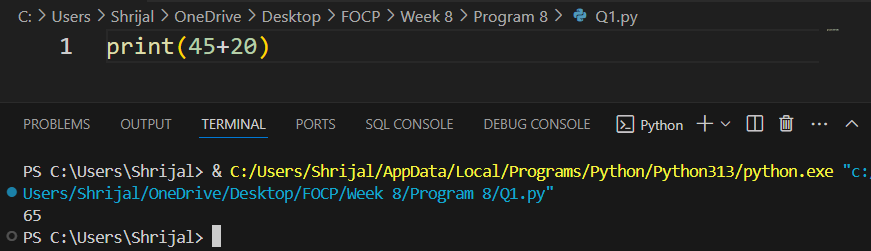 C: > Users > Shrijal > OneDrive > Desktop > FOCP > Week 8 > Program 8 > Q1.py
1 print(45+20)
PROBLEMS OUTPUT TERMINAL PORTS SQL CONSOLE DEBUG CONSOLE Python
PS C:\Users\Shrijal> & C:/Users/Shrijal/AppData/Local/Programs/Python/Python313/python.exe "c:/
Users/Shrijal/OneDrive/Desktop/FOCP/Week 8/Program 8/Q1.py"
65
PS C:\Users\Shrijal>